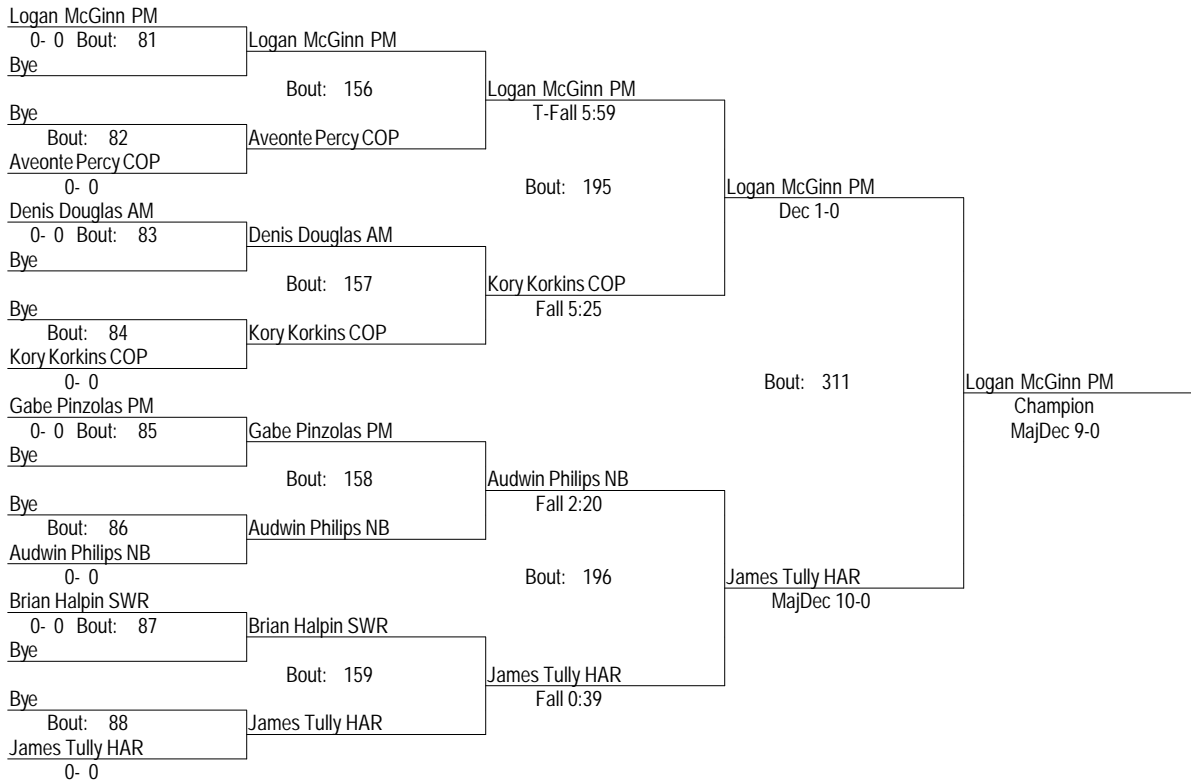 Logan McGinn PM
0- 0 Bout: 81
Logan McGinn PM
Bye
Bout: 156
Logan McGinn PM
Bye
T-Fall 5:59
Bout: 82
Aveonte Percy COP
Aveonte Percy COP
0- 0
Bout: 195
Logan McGinn PM
Denis Douglas AM
Dec 1-0
0- 0 Bout: 83
Denis Douglas AM
Bye
Bout: 157
Kory Korkins COP
Bye
Fall 5:25
Bout: 84
Kory Korkins COP
Kory Korkins COP
0- 0
Bout: 311
Logan McGinn PM
Gabe Pinzolas PM
Champion
0- 0 Bout: 85
Gabe Pinzolas PM
MajDec 9-0
Bye
Bout: 158
Audwin Philips NB
Bye
Fall 2:20
Bout: 86
Audwin Philips NB
Audwin Philips NB
0- 0
Bout: 196
James Tully HAR
Brian Halpin SWR
MajDec 10-0
0- 0 Bout: 87
Brian Halpin SWR
Bye
Bout: 159
James Tully HAR
Bye
Fall 0:39
Bout: 88
James Tully HAR
James Tully HAR
0- 0